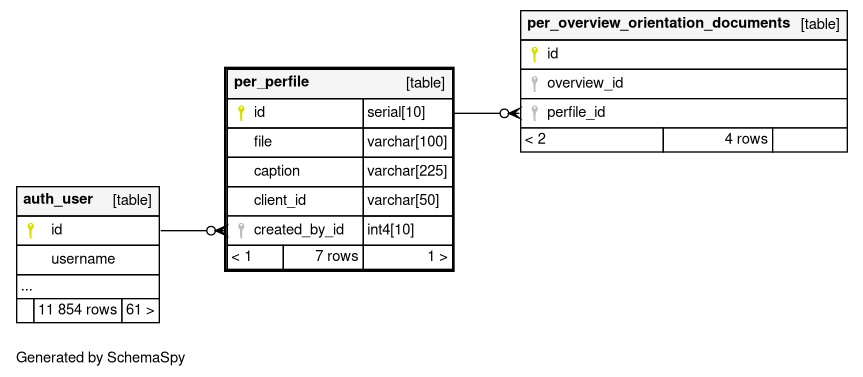 per_overview_orientation_documents [table]
id
overview_id
perfile_id
< 2 4 rows
per_perfile [table]
id serial[10]
file varchar[100]
caption varchar[225]
client_id varchar[50]
created_by_id int4[10]
< 1 7 rows 1 >
auth_user [table]
id
username
...
11 854 rows 61 >
Generated by SchemaSpy